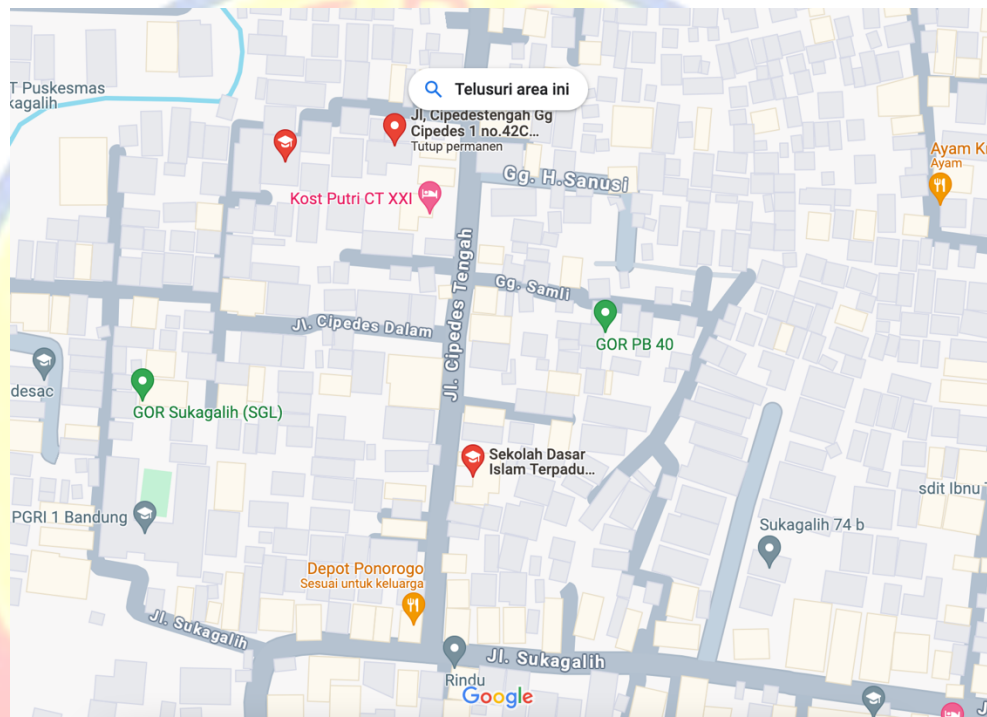 T Puskesmas
kagalih
Telusuri area ini
Jl, Cipedestengah Gg
Cipedes 1 no.42C...
Tutup permanen
Ayam K
Ayam
Gg. H.Sanusi
Kost Putri CT XXI
Jl. Cipedes Tengah
Gg. Samli
Jl. Cipedes Dalam
GOR PB 40
desac
GOR Sukagalih (SGL)
Sekolah Dasar
Islam Terpadu...
sdit Ibnu
PGRI 1 Bandung
Sukagalih 74 b
Depot Ponorogo
Sesuai untuk keluarga
Jl. Sukagalih
Jl. Sukagalih
Rindu
Google
J